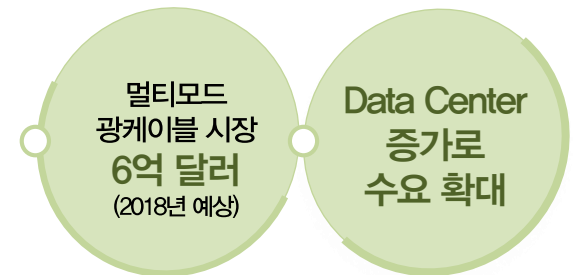 멀티모드
광케이블 시장
6억 달러
(2018년 예상)
Data Center
증가로
수요 확대